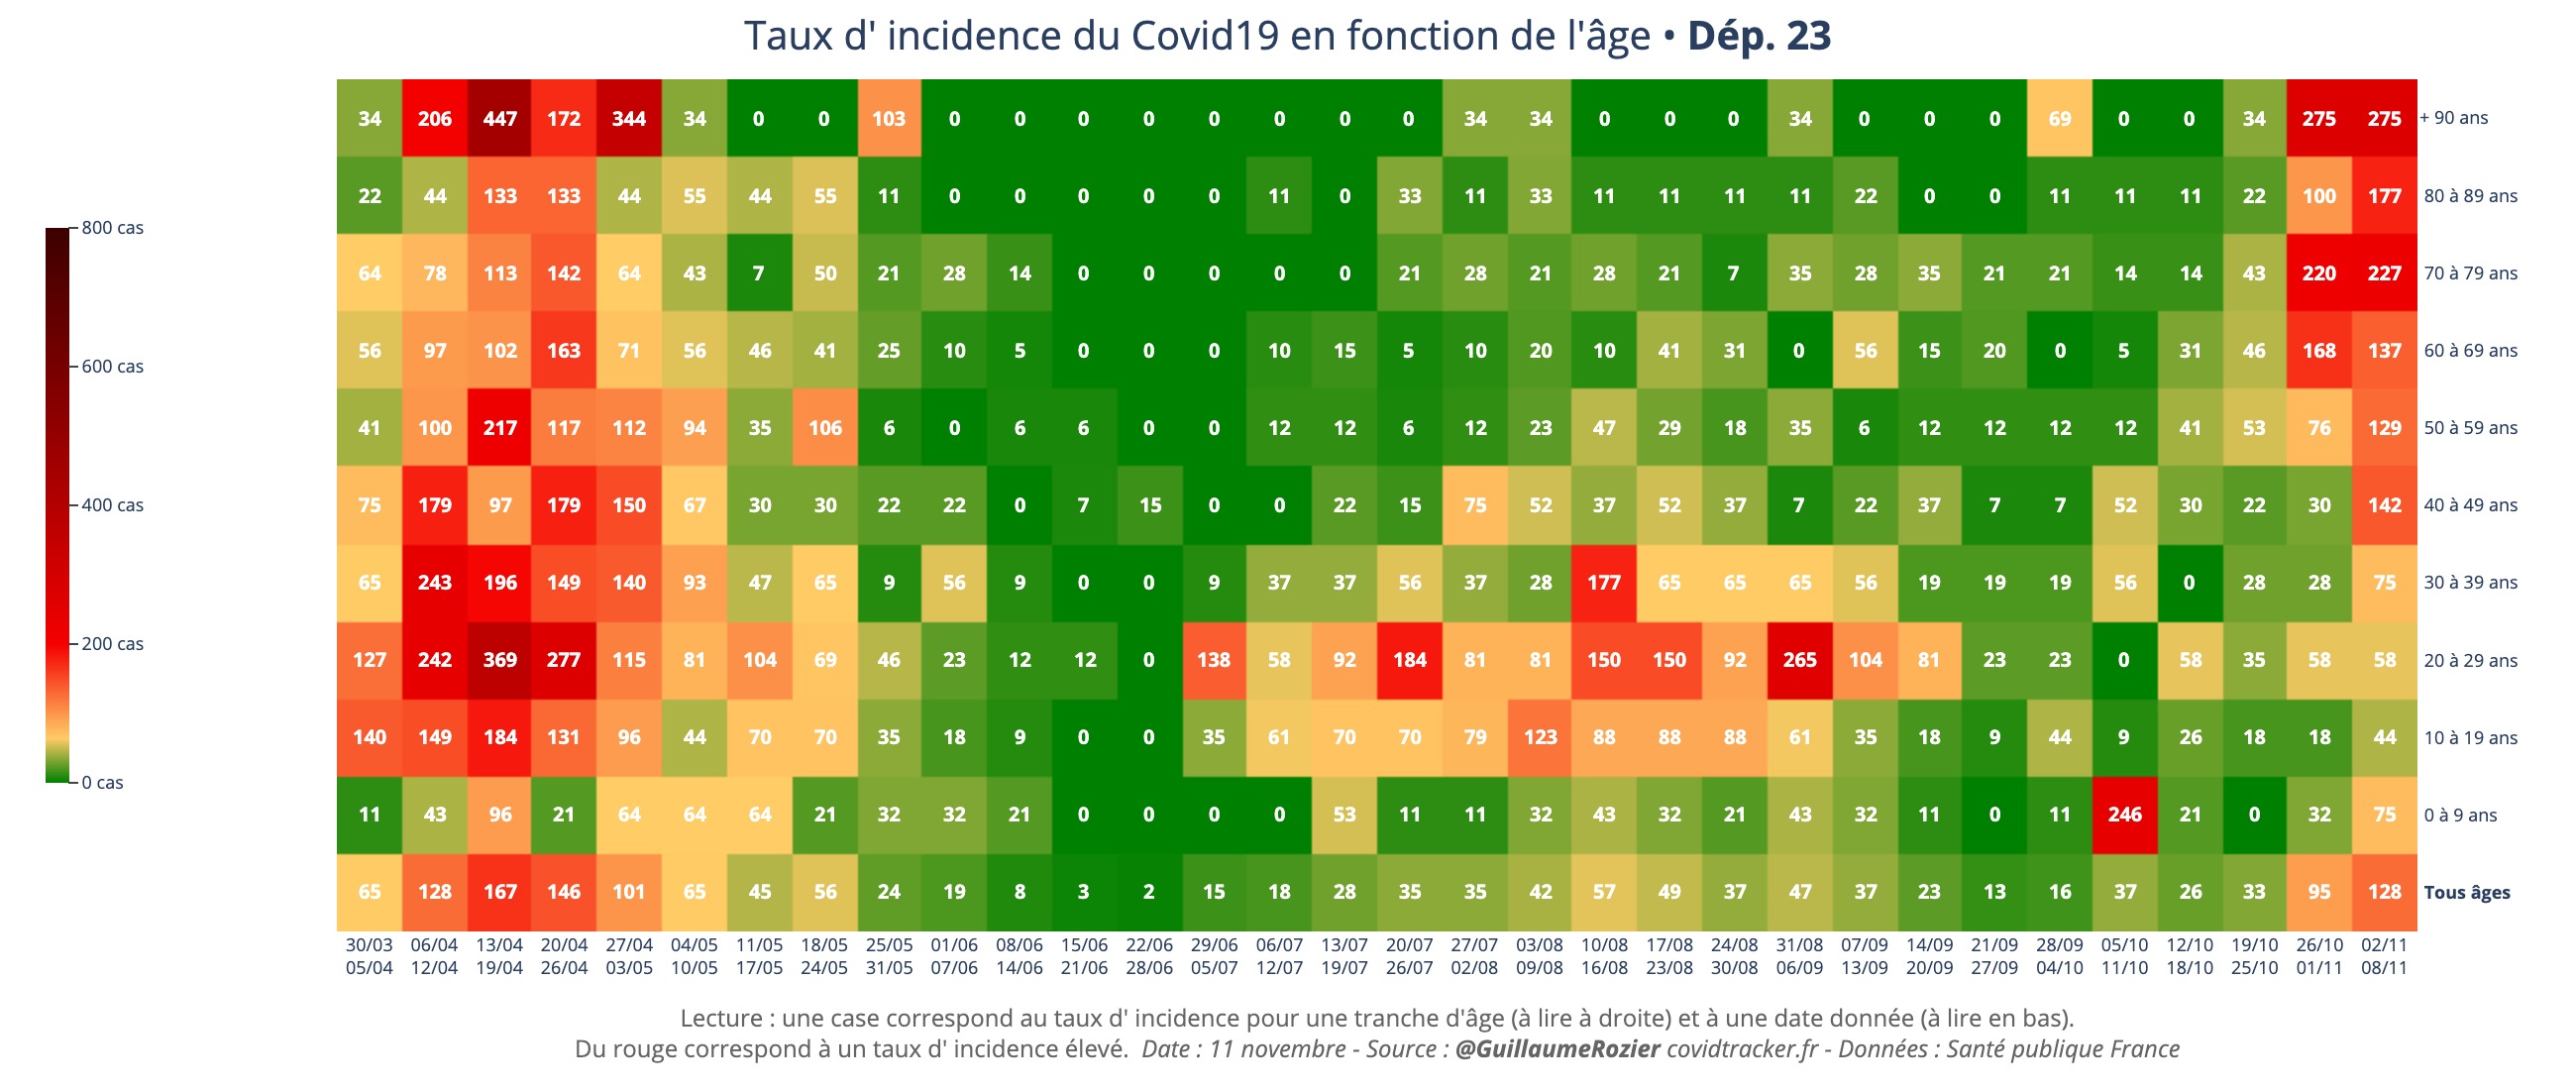 Taux d' incidence du Covid19 en fonction de l'âge • Dép. 23
34 206 447 172 344 34 0 0 103 0 0 0 0 0 0 0 0 34 34 0 0 0 34 0 0 0 69 0 0 34 275 275 + 90 ans
22 44 133 133 44 55 44 55 11 0 0 0 0 0 11 0 33 11 33 11 11 11 11 22 0 0 11 11 11 22 100 177 80 à 89 ans
800 cas
64 78 113 142 64 43 7 50 21 28 14 0 0 0 0 0 21 28 21 28 21 7 35 28 35 21 21 14 14 43 220 227 70 à 79 ans
56 97 102 163 71 56 46 41 25 10 5 0 0 0 10 15 5 10 20 10 41 31 0 56 15 20 0 5 31 46 168 137 60 à 69 ans
600 cas
41 100 217 117 112 94 35 106 6 0 6 6 0 0 12 12 6 12 23 47 29 18 35 6 12 12 12 12 41 53 76 129 50 à 59 ans
400 cas
75 179 97 179 150 67 30 30 22 22 0 7 15 0 0 22 15 75 52 37 52 37 7 22 37 7 7 52 30 22 30 142 40 à 49 ans
65 243 196 149 140 93 47 65 9 56 9 0 0 9 37 37 56 37 28 177 65 65 65 56 19 19 19 56 0 28 28 75 30 à 39 ans
200 cas
127 242 369 277 115 81 104 69 46 23 12 12 0 138 58 92 184 81 81 150 150 92 265 104 81 23 23 0 58 35 58 58 20 à 29 ans
140 149 184 131 96 44 70 70 35 18 9 0 0 35 61 70 70 79 123 88 88 88 61 35 18 9 44 9 26 18 18 44 10 à 19 ans
0 cas
11 43 96 21 64 64 64 21 32 32 21 0 0 0 0 53 11 11 32 43 32 21 43 32 11 0 11 246 21 0 32 75 0 à 9 ans
65 128 167 146 101 65 45 56 24 19 8 3 2 15 18 28 35 35 42 57 49 37 47 37 23 13 16 37 26 33 95 128 Tous âges
30/03 06/04 13/04 20/04 27/04 04/05 11/05 18/05 25/05 01/06 08/06 15/06 22/06 29/06 06/07 13/07 20/07 27/07 03/08 10/08 17/08 24/08 31/08 07/09 14/09 21/09 28/09 05/10 12/10 19/10 26/10 02/11
05/04 12/04 19/04 26/04 03/05 10/05 17/05 24/05 31/05 07/06 14/06 21/06 28/06 05/07 12/07 19/07 26/07 02/08 09/08 16/08 23/08 30/08 06/09 13/09 20/09 27/09 04/10 11/10 18/10 25/10 01/11 08/11
Lecture : une case correspond au taux d' incidence pour une tranche d'âge (à lire à droite) et à une date donnée (à lire en bas).
Du rouge correspond à un taux d' incidence élevé. Date : 11 novembre - Source : @GuillaumeRozier covidtracker.fr - Données : Santé publique France